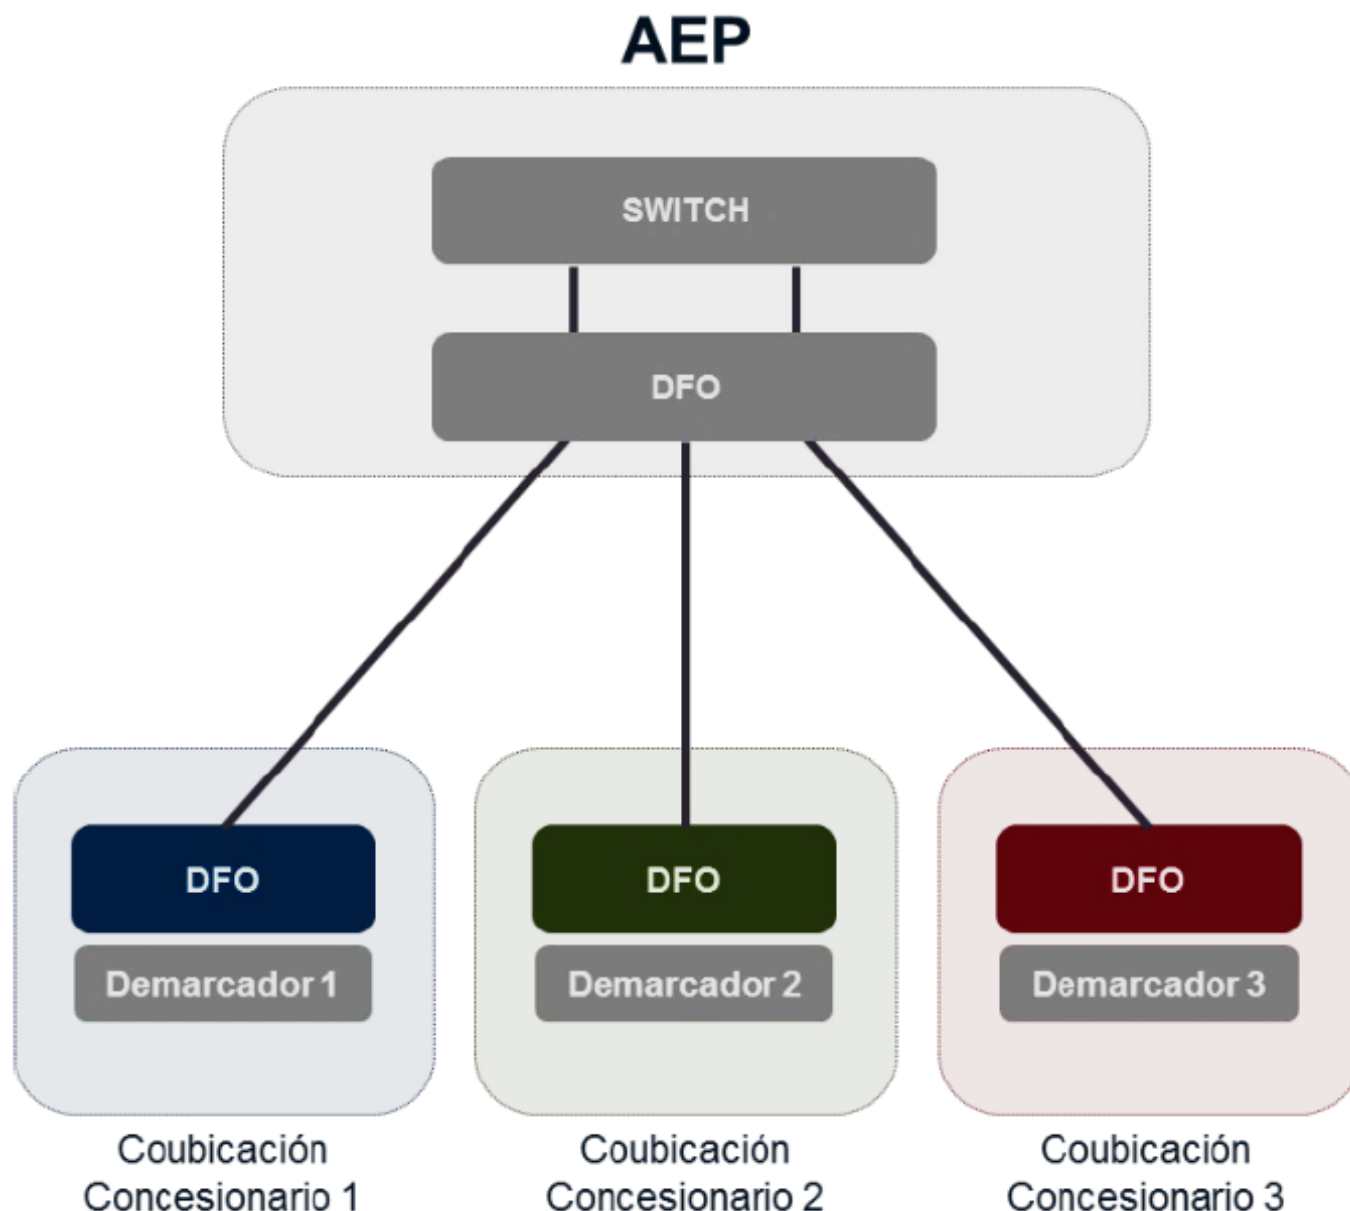 AEP
SWITCH
DFO
DFO
DFO
DFO
Demarcador 1
Demarcador 2
Demarcador 3
Coubicación
Concesionario 1
Coubicación
Concesionario 2
Coubicación
Concesionario 3